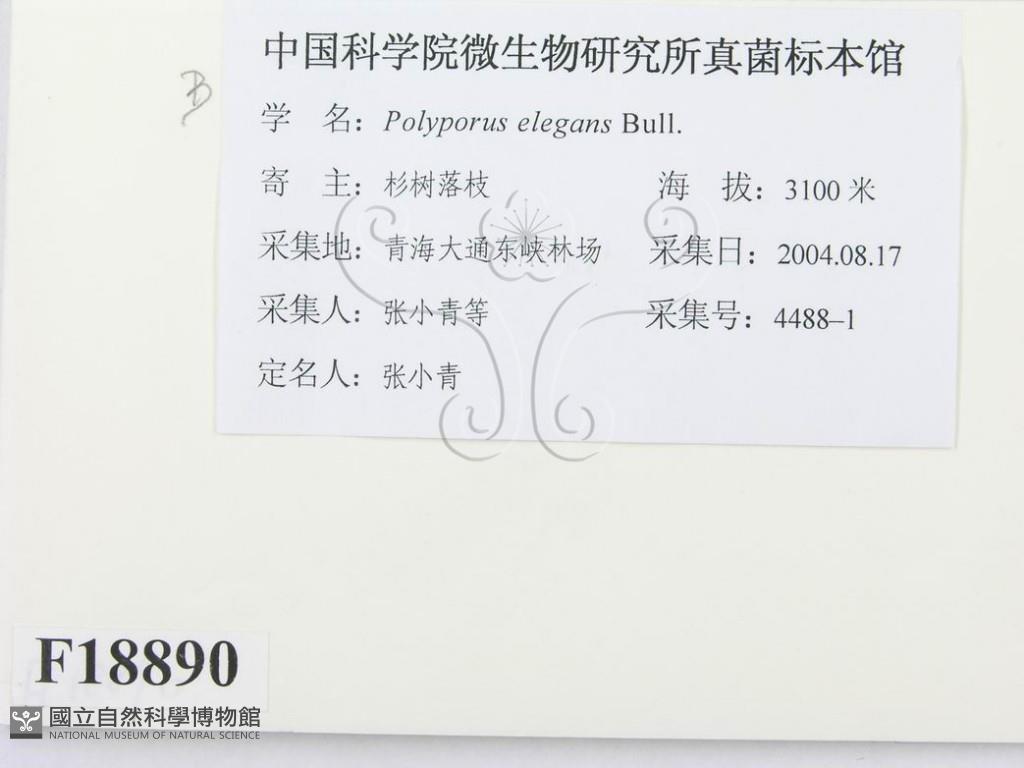 B
中国科学院微生物研究所真菌标本馆
学 名：Polyporus elegans Bull.
寄 主：杉树落枝 海 拔：3100 米
采集地：青海大通东峡林场 采集日：2004.08.17
采集人：张小青等 采集号：4488–1
定名人：张小青
F18890
國立自然科學博物館
NATIONAL MUSEUM OF NATURAL SCIENCE